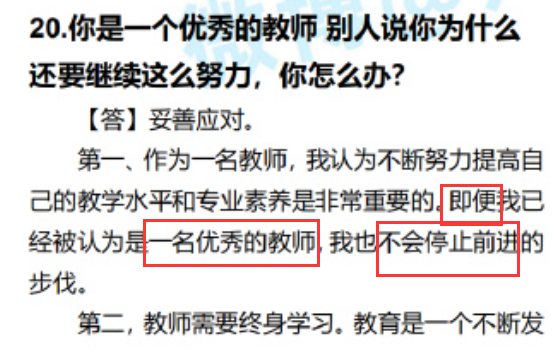 20.你是一个优秀的教师 别人说你为什么
还要继续这么努力，你怎么办？
【答】妥善应对。
第一、作为一名教师，我认为不断努力提高自
己的教学水平和专业素养是非常重要的。即便我已
经被认为是一名优秀的教师，我也不会停止前进的
步伐。
第二，教师需要终身学习。教育是一个不断发